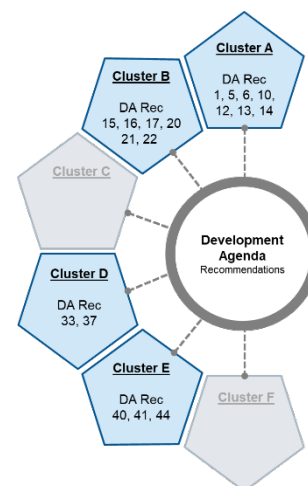 Cluster A
DA Rec
1, 5, 6, 10,
12, 13, 14
Cluster B
DA Rec
15, 16, 17, 20
21, 22
Cluster C
Development
Agenda
Recommendations
Cluster D
DA Rec
33, 37
Cluster E
DA Rec
40, 41, 44
Cluster F